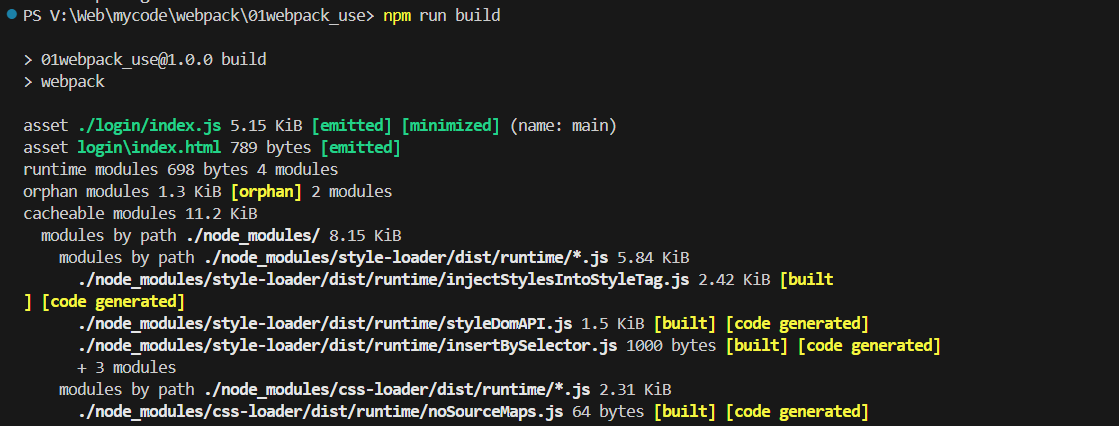 PS V:\Web\mycode\webpack\01webpack_use> npm run build
> 01webpack_use@1.0.0 build
> webpack
asset ./login/index.js 5.15 KiB [emitted] [minimized] (name: main)
asset login\index.html 789 bytes [emitted]
runtime modules 698 bytes 4 modules
orphan modules 1.3 KiB [orphan] 2 modules
cacheable modules 11.2 KiB
modules by path ./node_modules/ 8.15 KiB
modules by path ./node_modules/style-loader/dist/runtime/*.js 5.84 KiB
./node_modules/style-loader/dist/runtime/injectStylesIntoStyleTag.js 2.42 KiB [built
] [code generated]
./node_modules/style-loader/dist/runtime/styleDomAPI.js 1.5 KiB [built] [code generated]
./node_modules/style-loader/dist/runtime/insertBySelector.js 1000 bytes [built] [code generated]
+ 3 modules
modules by path ./node_modules/css-loader/dist/runtime/*.js 2.31 KiB
./node_modules/css-loader/dist/runtime/noSourceMaps.js 64 bytes [built] [code generated]